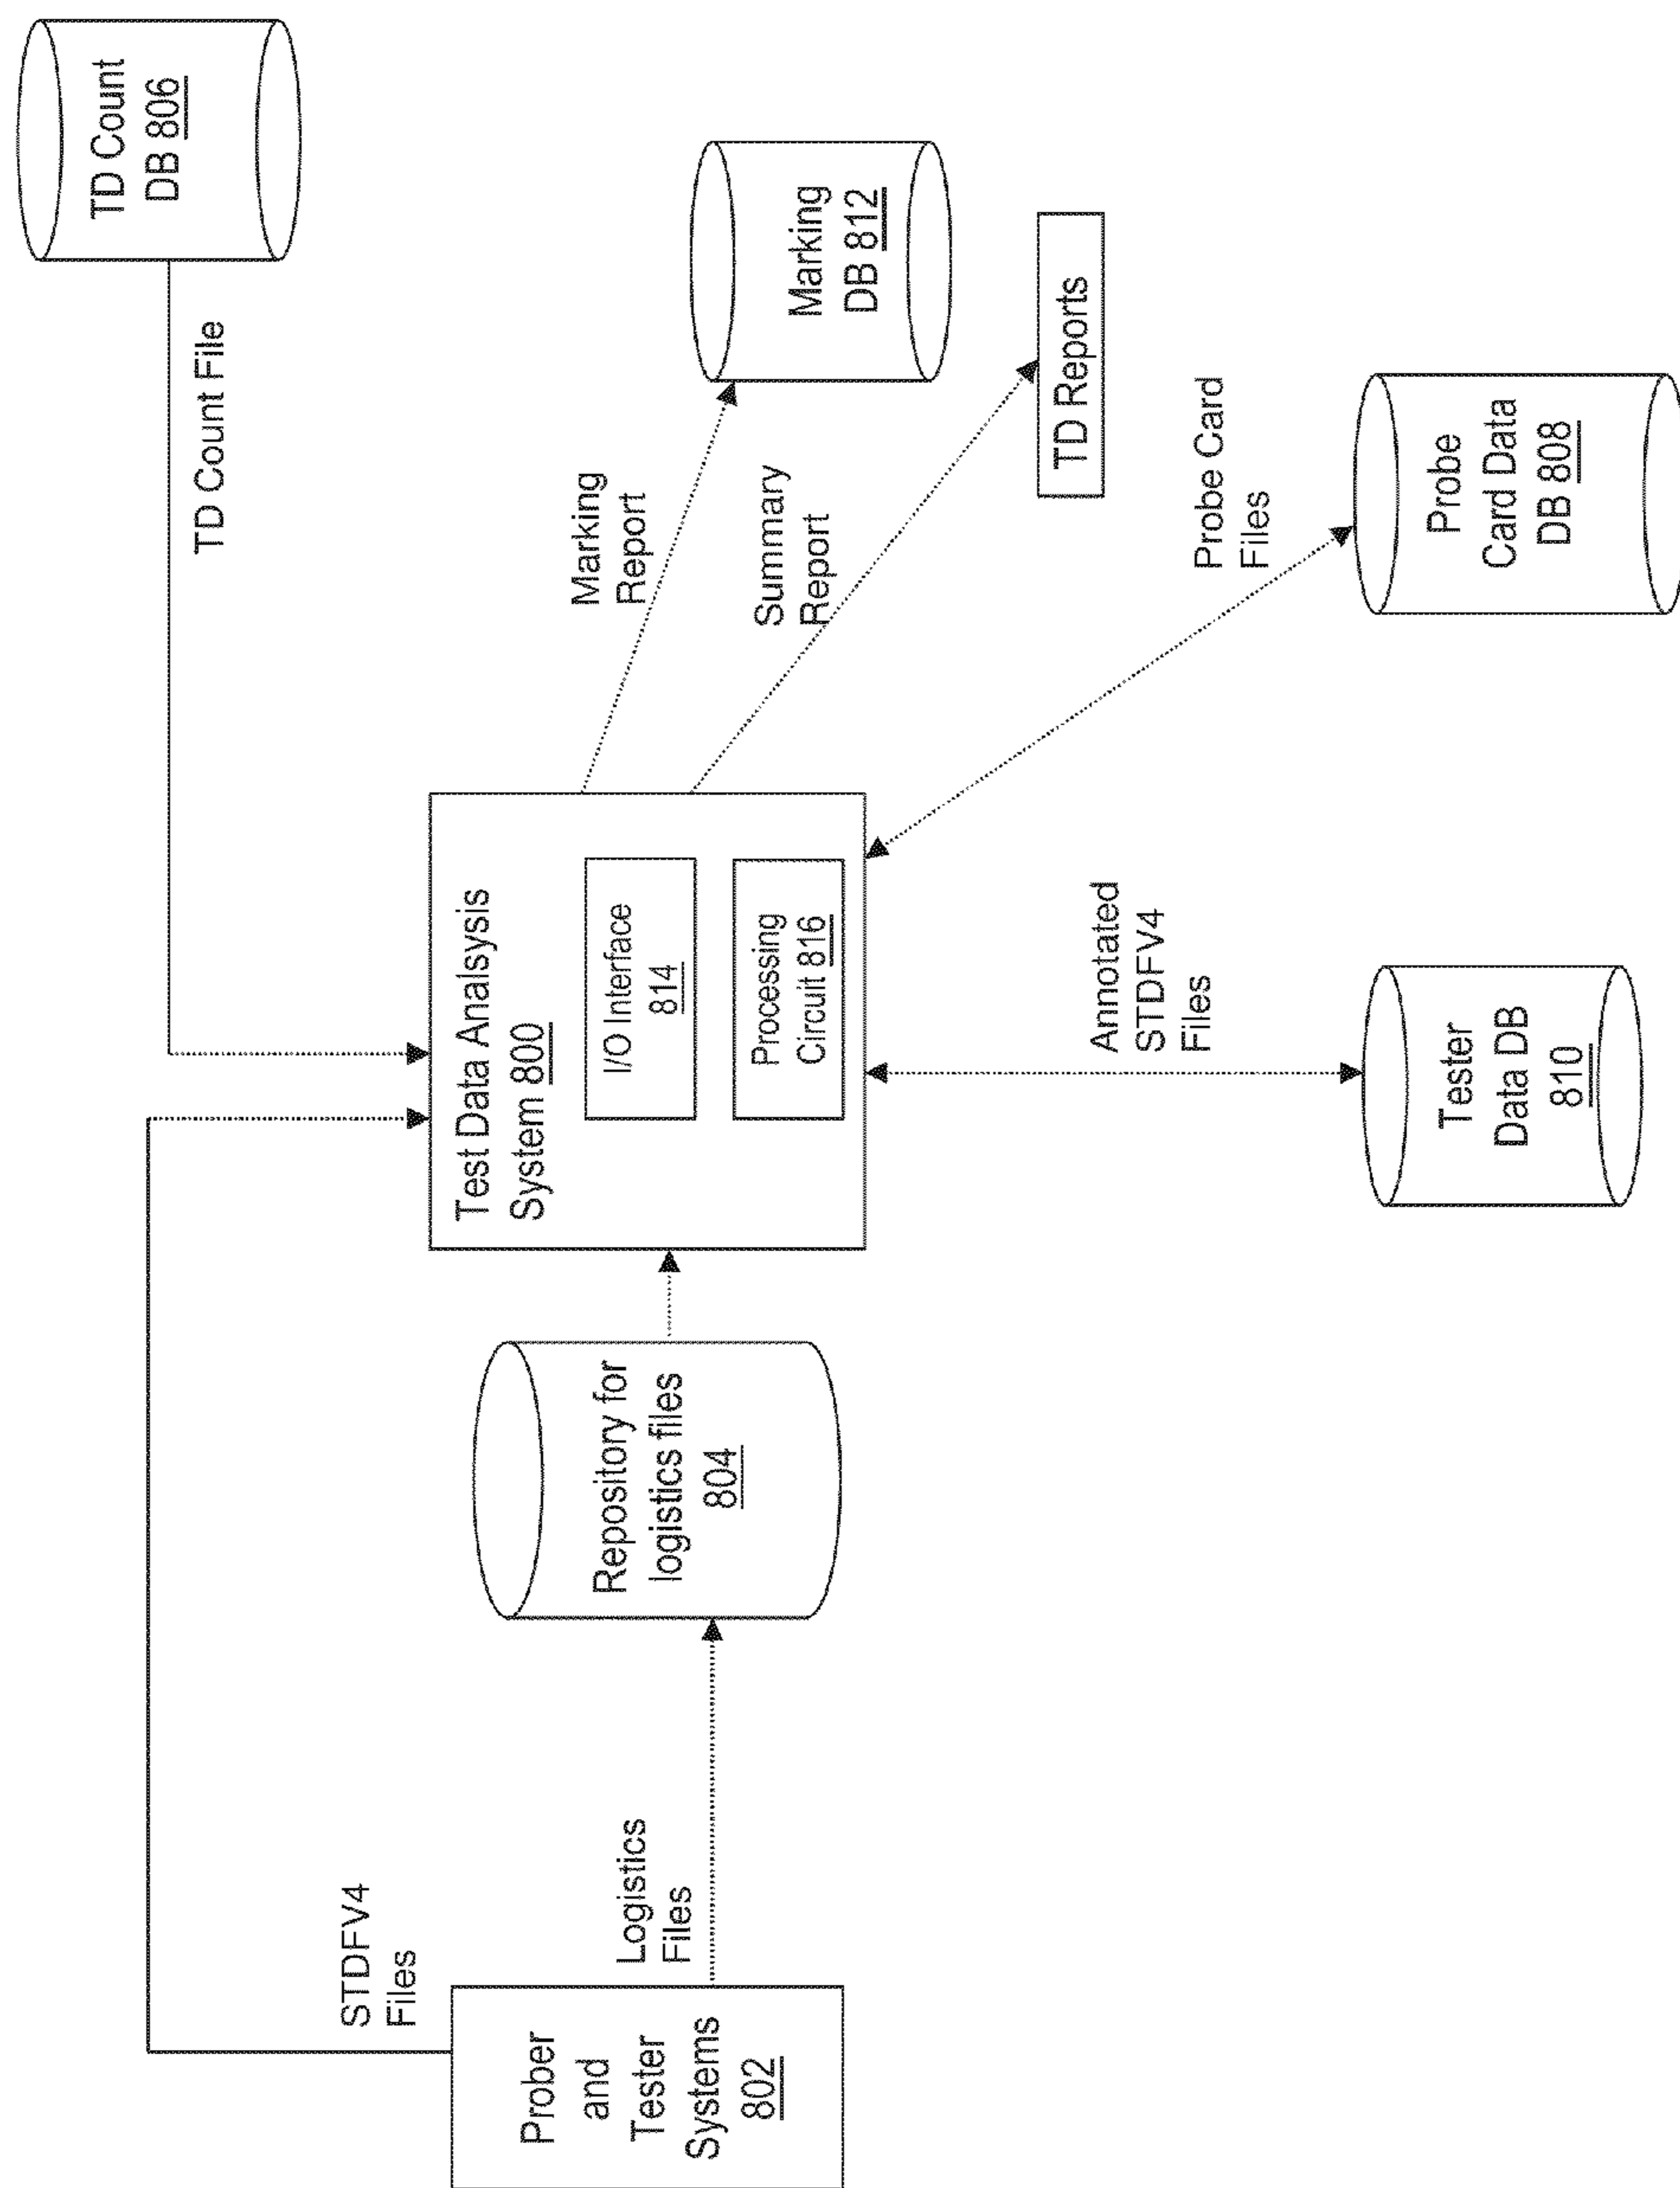 STDFV4
Files
TD Count File
TD Count
DB 806
Prober
and
Tester
Systems
802
Logistics
Files
Repository for
logistics files
804
Test Data Analsysis
System 800
I/O Interface
814
Processing
Circuit 816
Marking
Report
Marking
DB 812
Summary
Report
TD Reports
Annotated
STDFV4
Files
Probe Card
Files
Tester
Data DB
810
Probe
Card Data
DB 808